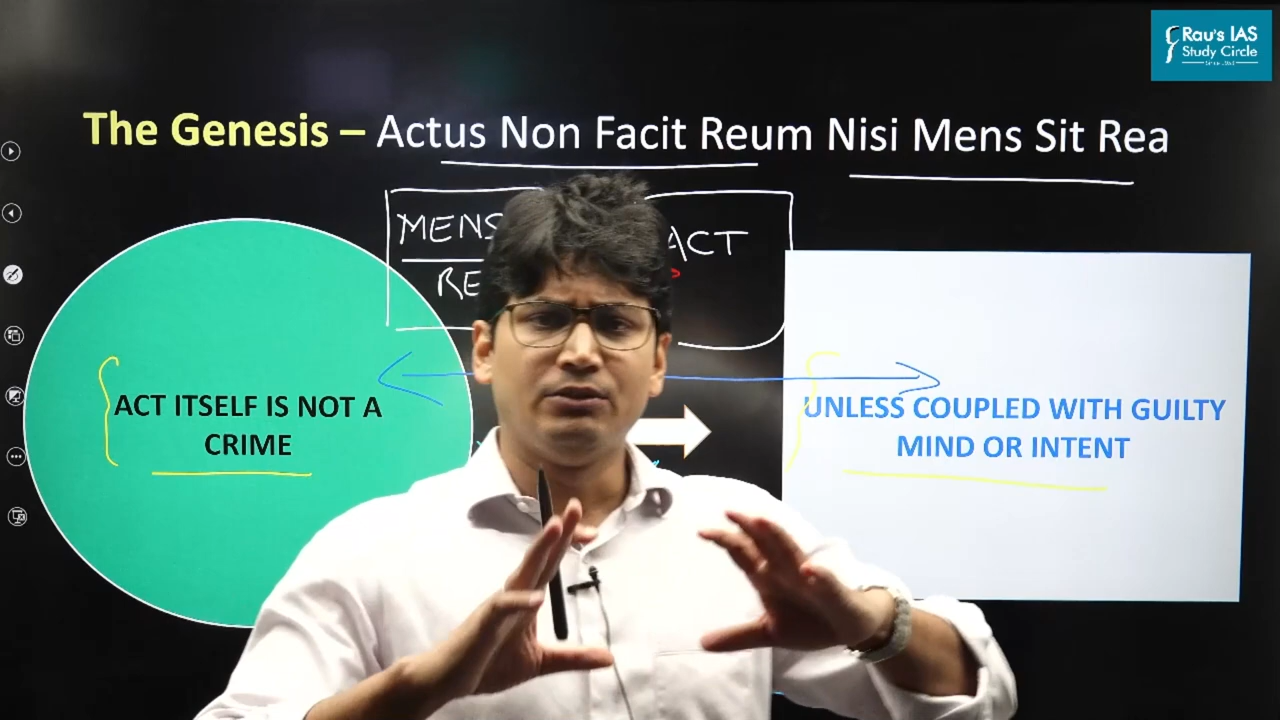 Rau's IAS
Study Circle
The Genesis – Actus Non Facit Reum Nisi Mens Sit Rea
MENS ACT
RE
ACT ITSELF IS NOT A
CRIME
UNLESS COUPLED WITH GUILTY
MIND OR INTENT